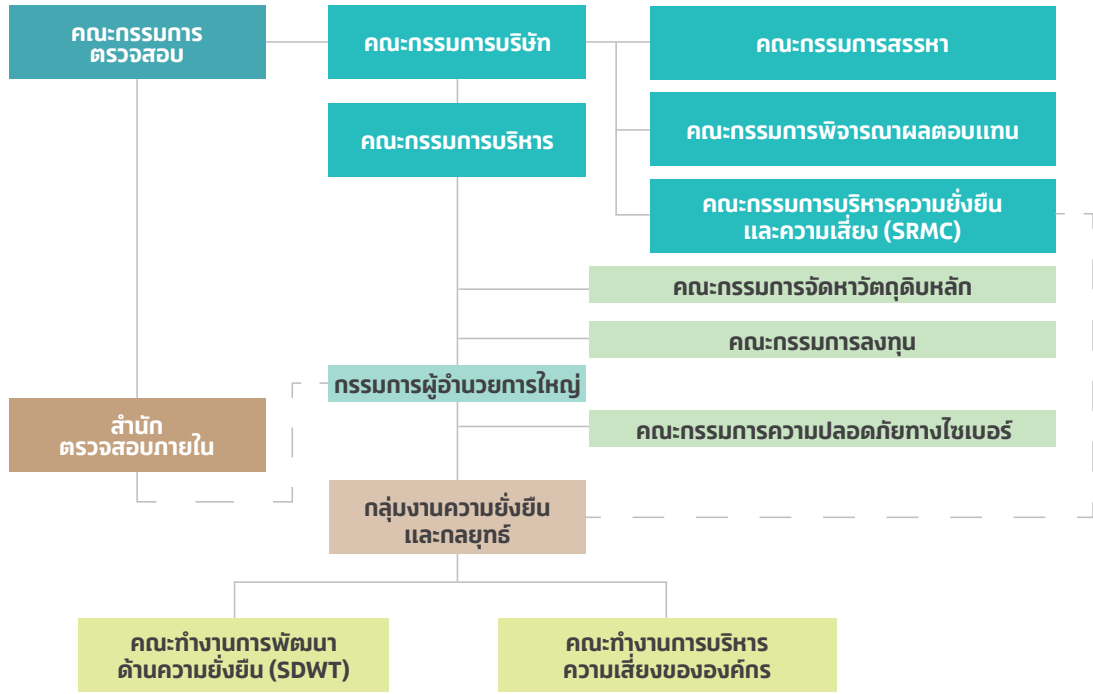 คณะกรรมการ
ตรวจสอบ
คณะกรรมการบริษัท
คณะกรรมการสรรหา
คณะกรรมการบริหาร
คณะกรรมการพิจารณาผลตอบแทน
คณะกรรมการบริหารความยั่งยืน
และความเสี่ยง (SRMC)
คณะกรรมการจัดหาวัตถุดิบหลัก
คณะกรรมการลงทุน
กรรมการผู้อำนวยการใหญ่
สำนัก
ตรวจสอบภายใน
คณะกรรมการความปลอดภัยทางไซเบอร์
กลุ่มงานความยั่งยืน
และกลยุทธ์
คณะทำงานการพัฒนา
ด้านความยั่งยืน (SDWT)
คณะทำงานการบริหาร
ความเสี่ยงขององค์กร